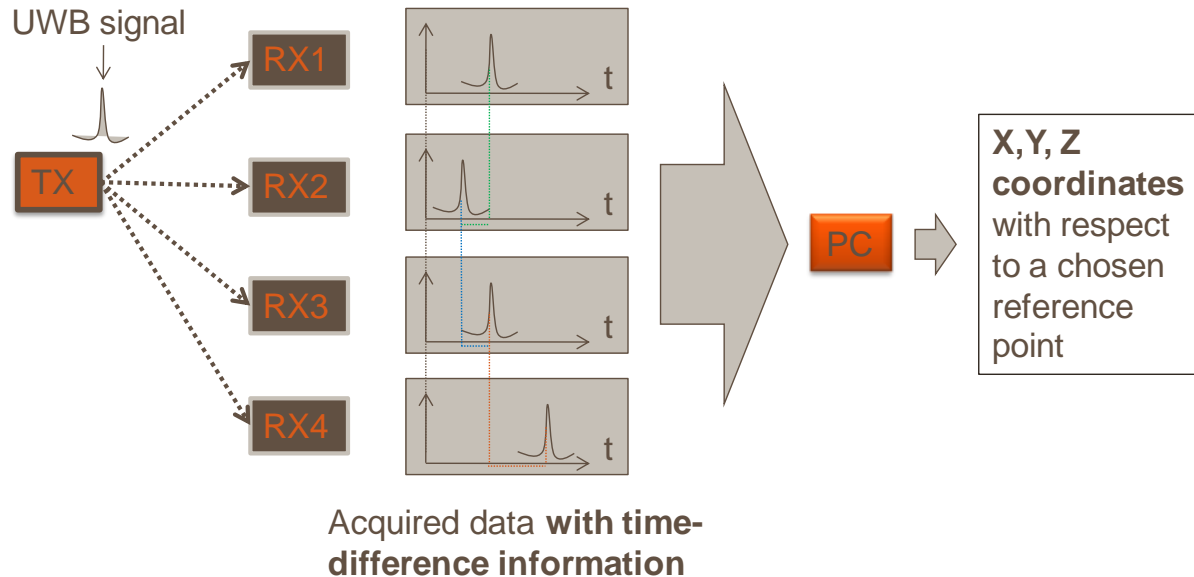 UWB signal
TX
RX1
t
RX2
t
RX3
t
RX4
t
Acquired data with time-
difference information
PC
X,Y, Z
coordinates
with respect
to a chosen
reference
point